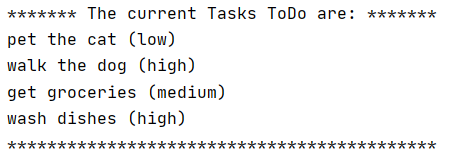 ******* The current Tasks ToDo are: *******
pet the cat (low)
walk the dog (high)
get groceries (medium)
wash dishes (high)
*******************************************